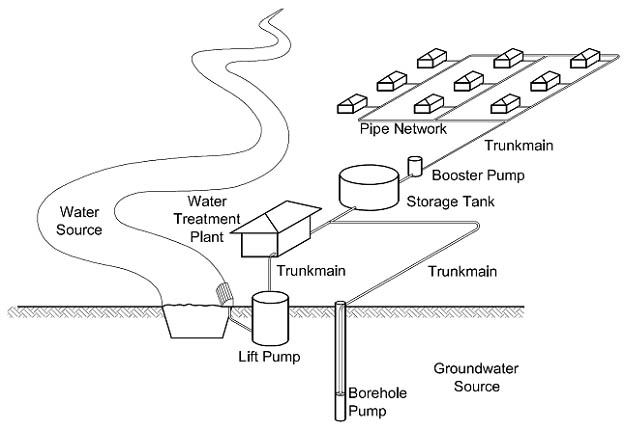 Pipe Network
Trunkmain
Booster Pump
Storage Tank
Water
Treatment
Plant
Water
Source
Trunkmain
Trunkmain
Lift Pump
Groundwater
Source
Borehole
Pump